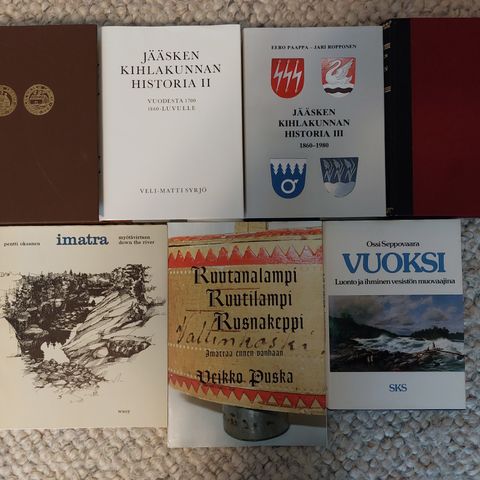 JÄÄSKEN
KIHLAKUNNAN
HISTORIA II
VUODESTA 1700
1860-LUVULLE
VELI-MATTI SYRJÖ
EERO PAAPPA – JARI ROPPONEN
JÄÄSKEN
KIHLAKUNNAN
HISTORIA III
1860–1980
pentti oksanen
imatra
myötävirtaan
down the river
wsoy
Ruutanalampi
Ruutilampi
Rusnakeppi
Vallinkoski
Imatraa ennen vanhaan
Veikko Puska
Ossi Seppovaara
VUOKSI
Luonto ja ihminen vesistön muovaajina
SKS